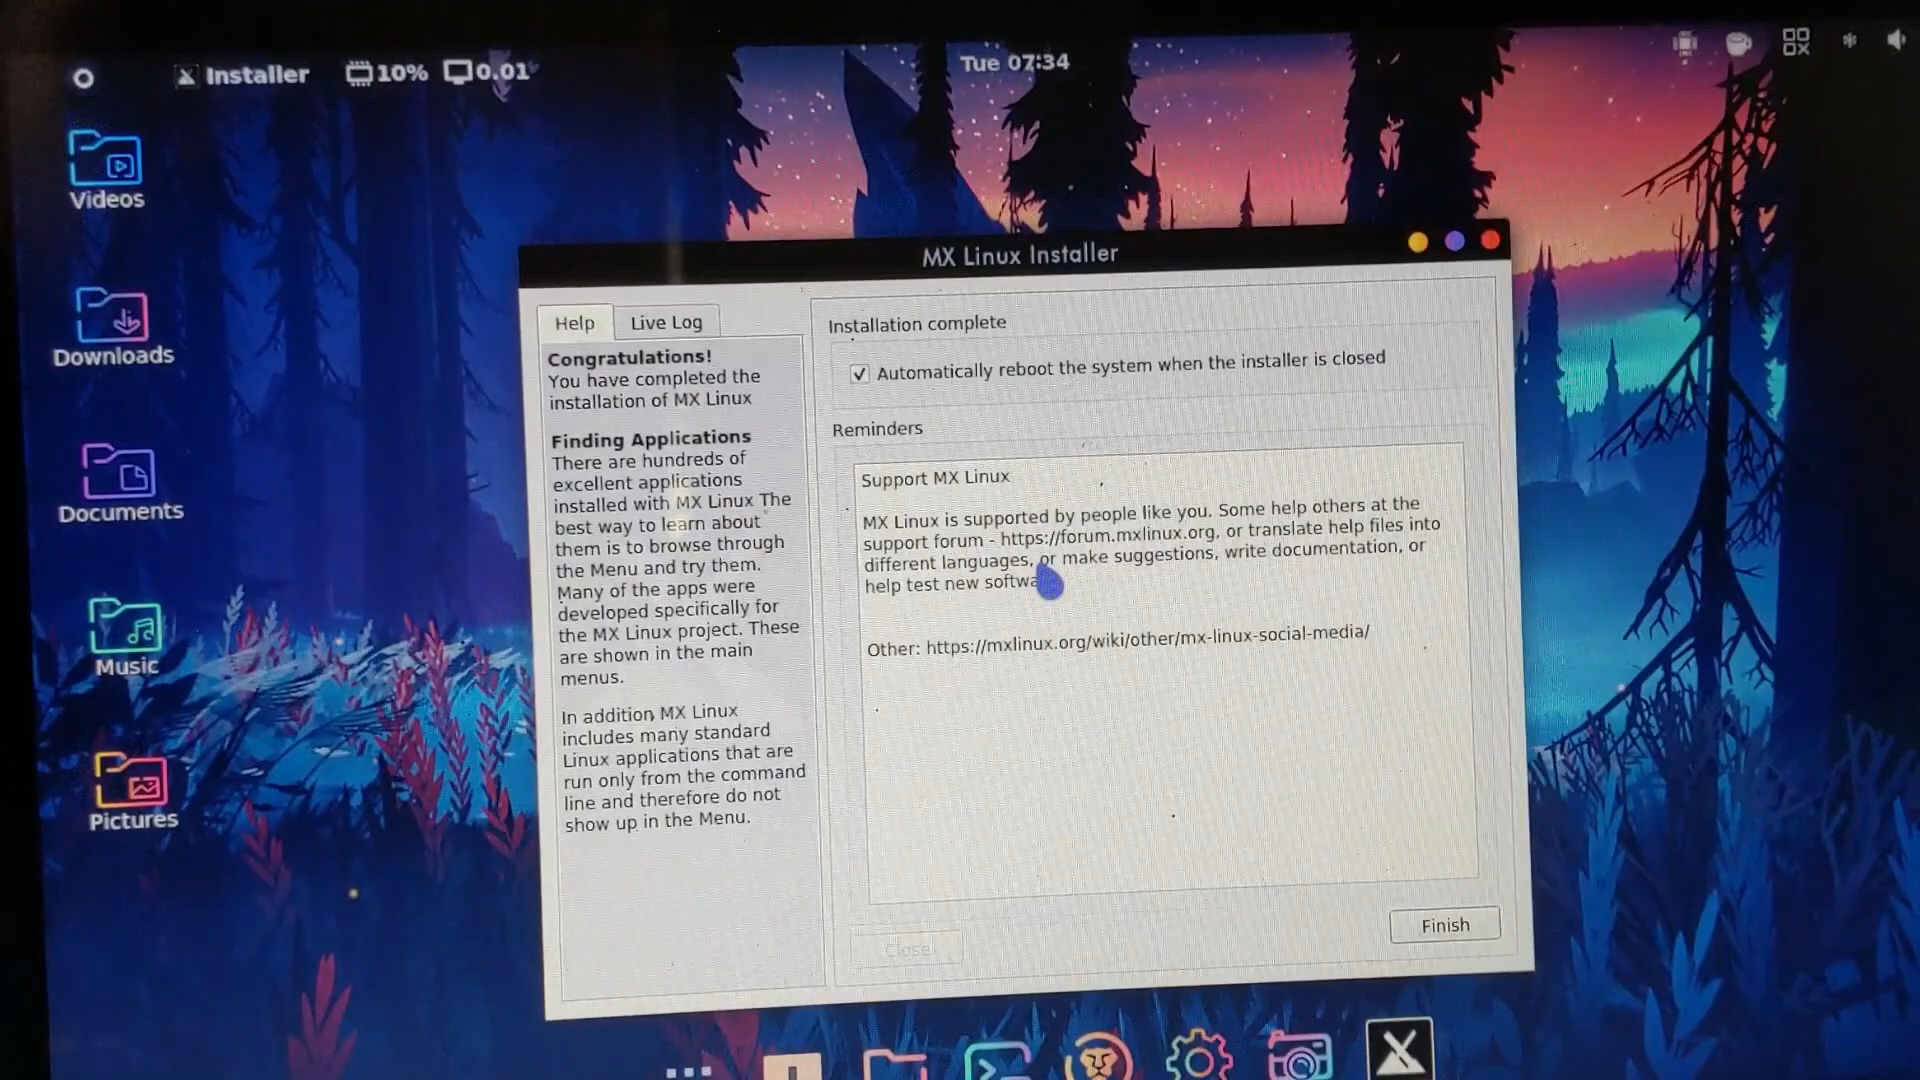 Installer 10% 0.01
Tue 07:34
Videos
Downloads
Documents
Music
Pictures
MX Linux Installer
Help
Live Log
Congratulations!
You have completed the
installation of MX Linux
Finding Applications
There are hundreds of
excellent applications
installed with MX Linux The
best way to learn about
them is to browse through
the Menu and try them.
Many of the apps were
developed specifically for
the MX Linux project. These
are shown in the main
menus.
In addition MX Linux
includes many standard
Linux applications that are
run only from the command
line and therefore do not
show up in the Menu.
Installation complete
Automatically reboot the system when the installer is closed
Reminders
Support MX Linux
MX Linux is supported by people like you. Some help others at the
support forum - https://forum.mxlinux.org, or translate help files into
different languages, or make suggestions, write documentation, or
help test new
Other: https://mxlinux.org/wiki/other/mx-linux-social-media/
Close
Finish